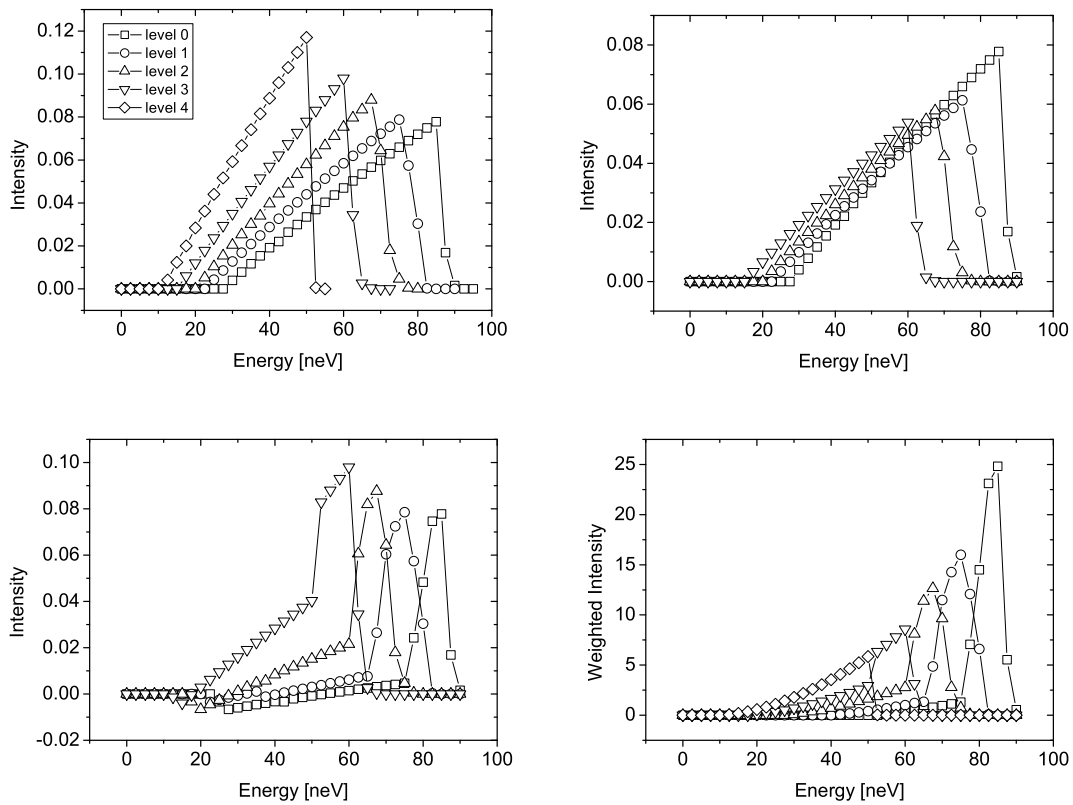 level 0
level 1
level 2
level 3
level 4
0.12
0.10
0.08
0.06
0.04
0.02
0.00
Intensity
0 20 40 60 80 100
Energy [neV]
0.08
0.06
0.04
0.02
0.00
Intensity
0 20 40 60 80 100
Energy [neV]
0.10
0.08
0.06
0.04
0.02
0.00
-0.02
Intensity
0 20 40 60 80 100
Energy [neV]
25
20
15
10
5
0
Weighted Intensity
0 20 40 60 80 100
Energy [neV]